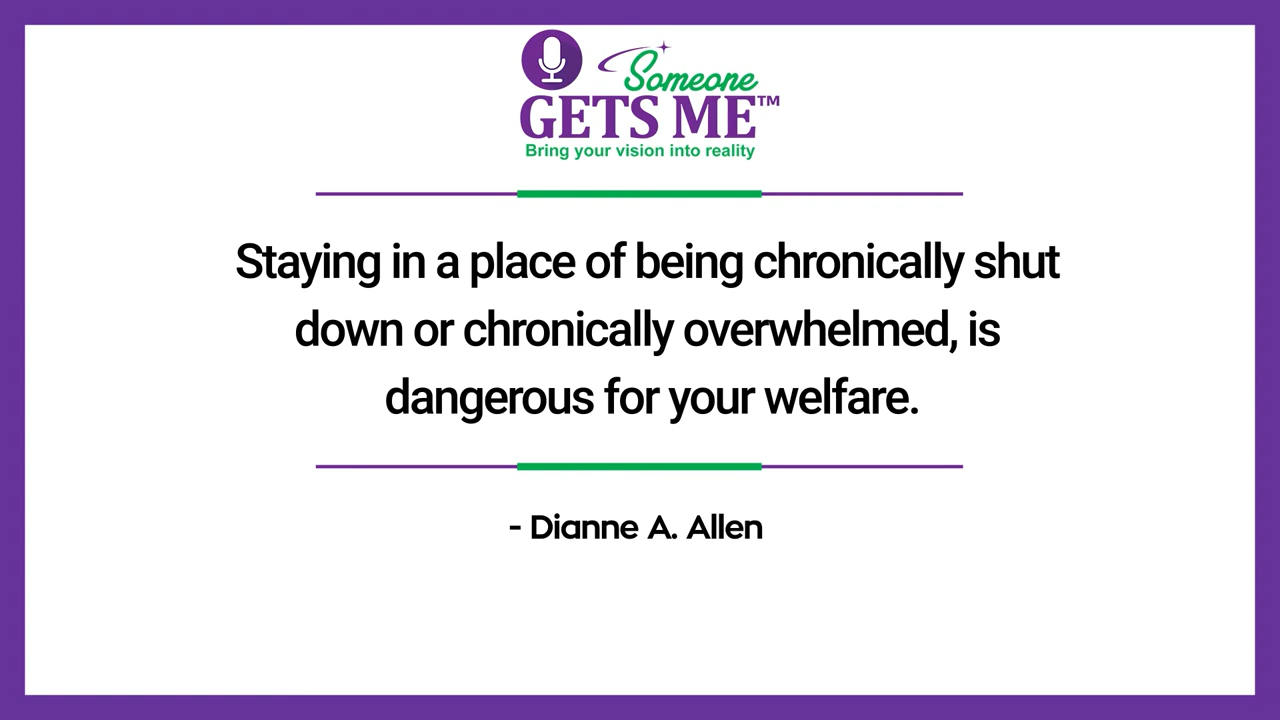 Someone
GETS ME™
Bring your vision into reality
Staying in a place of being chronically shut
down or chronically overwhelmed, is
dangerous for your welfare.
- Dianne A. Allen